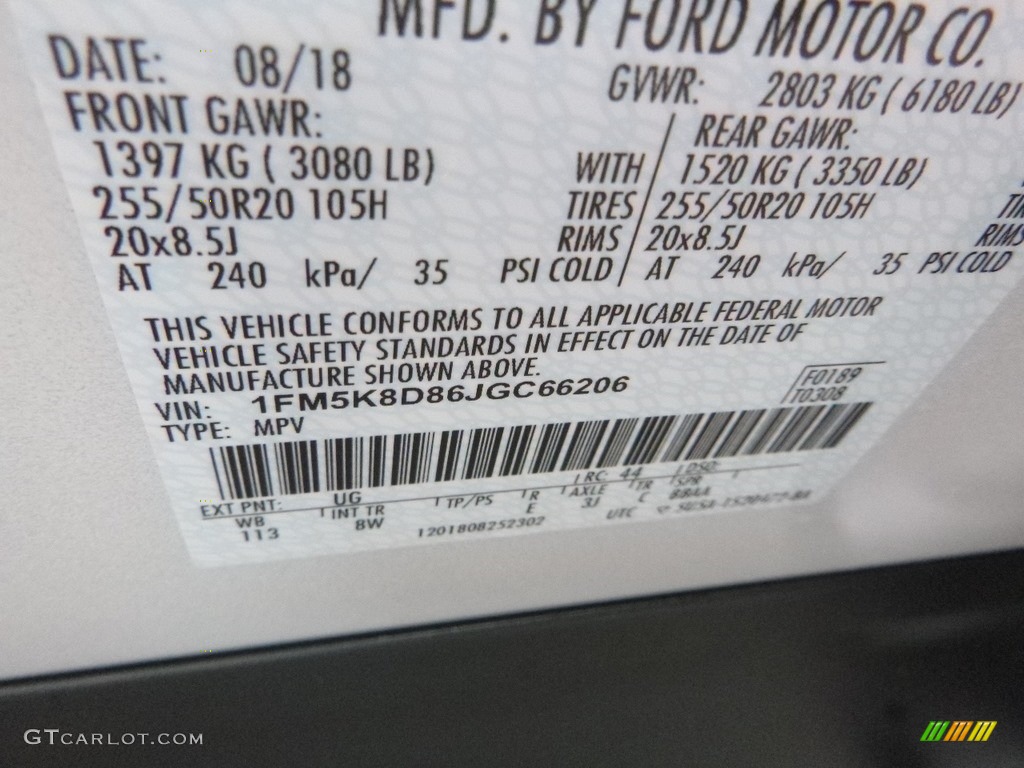 MFD. BY FORD MOTOR CO.
DATE: 08/18 GVWR: 2803 KG ( 6180 LB)
FRONT GAWR: REAR GAWR:
1397 KG ( 3080 LB) WITH 1520 KG ( 3350 LB)
255/50R20 105H TIRES 255/50R20 105H
20x8.5J RIMS 20x8.5J RIMS
AT 240 kPa/ 35 PSI COLD AT 240 kPa/ 35 PSI COLD
THIS VEHICLE CONFORMS TO ALL APPLICABLE FEDERAL MOTOR
VEHICLE SAFETY STANDARDS IN EFFECT ON THE DATE OF
MANUFACTURE SHOWN ABOVE.
VIN: 1FM5K8D86JGC66206 F0189
TYPE: MPV T0308
EXT PNT: UG RC: 44 DSO:
WB INT TR TP/PS R AXLE TR SPR
113 8W E 3J C BBAA
1201808252302 UTC
GTCARLOT.COM